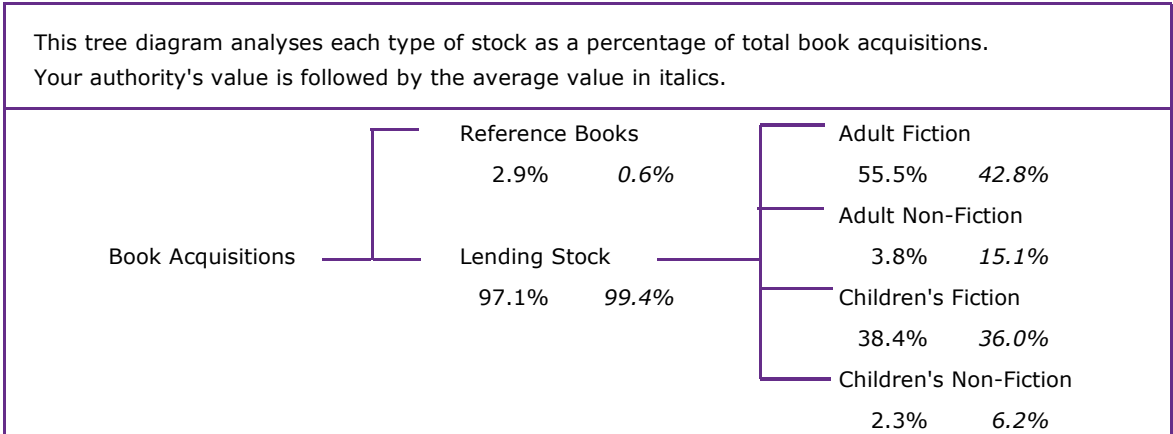 This tree diagram analyses each type of stock as a percentage of total book acquisitions.
Your authority's value is followed by the average value in italics.
Reference Books
2.9% 0.6%
Book Acquisitions
Lending Stock
97.1% 99.4%
Adult Fiction
55.5% 42.8%
Adult Non-Fiction
3.8% 15.1%
Children's Fiction
38.4% 36.0%
Children's Non-Fiction
2.3% 6.2%